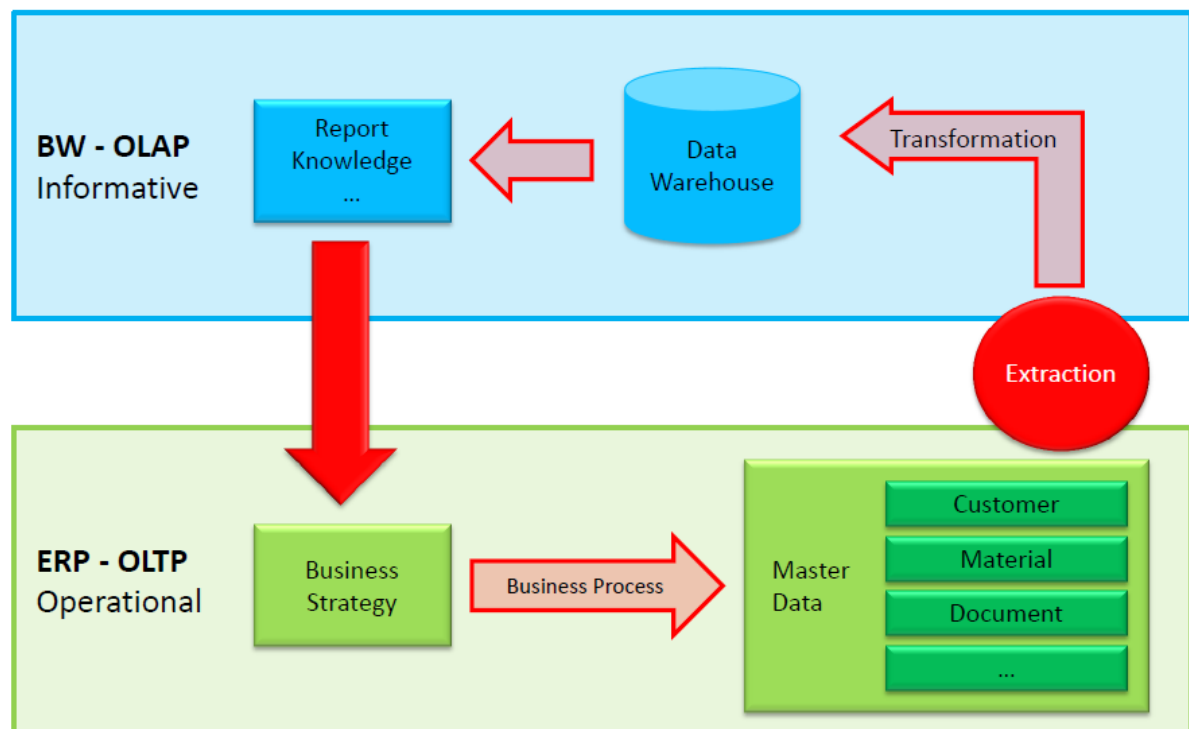 BW - OLAP
Informative
Report
Knowledge
...
Data
Warehouse
Transformation
Extraction
ERP - OLTP
Operational
Business
Strategy
Business Process
Master
Data
Customer
Material
Document
...